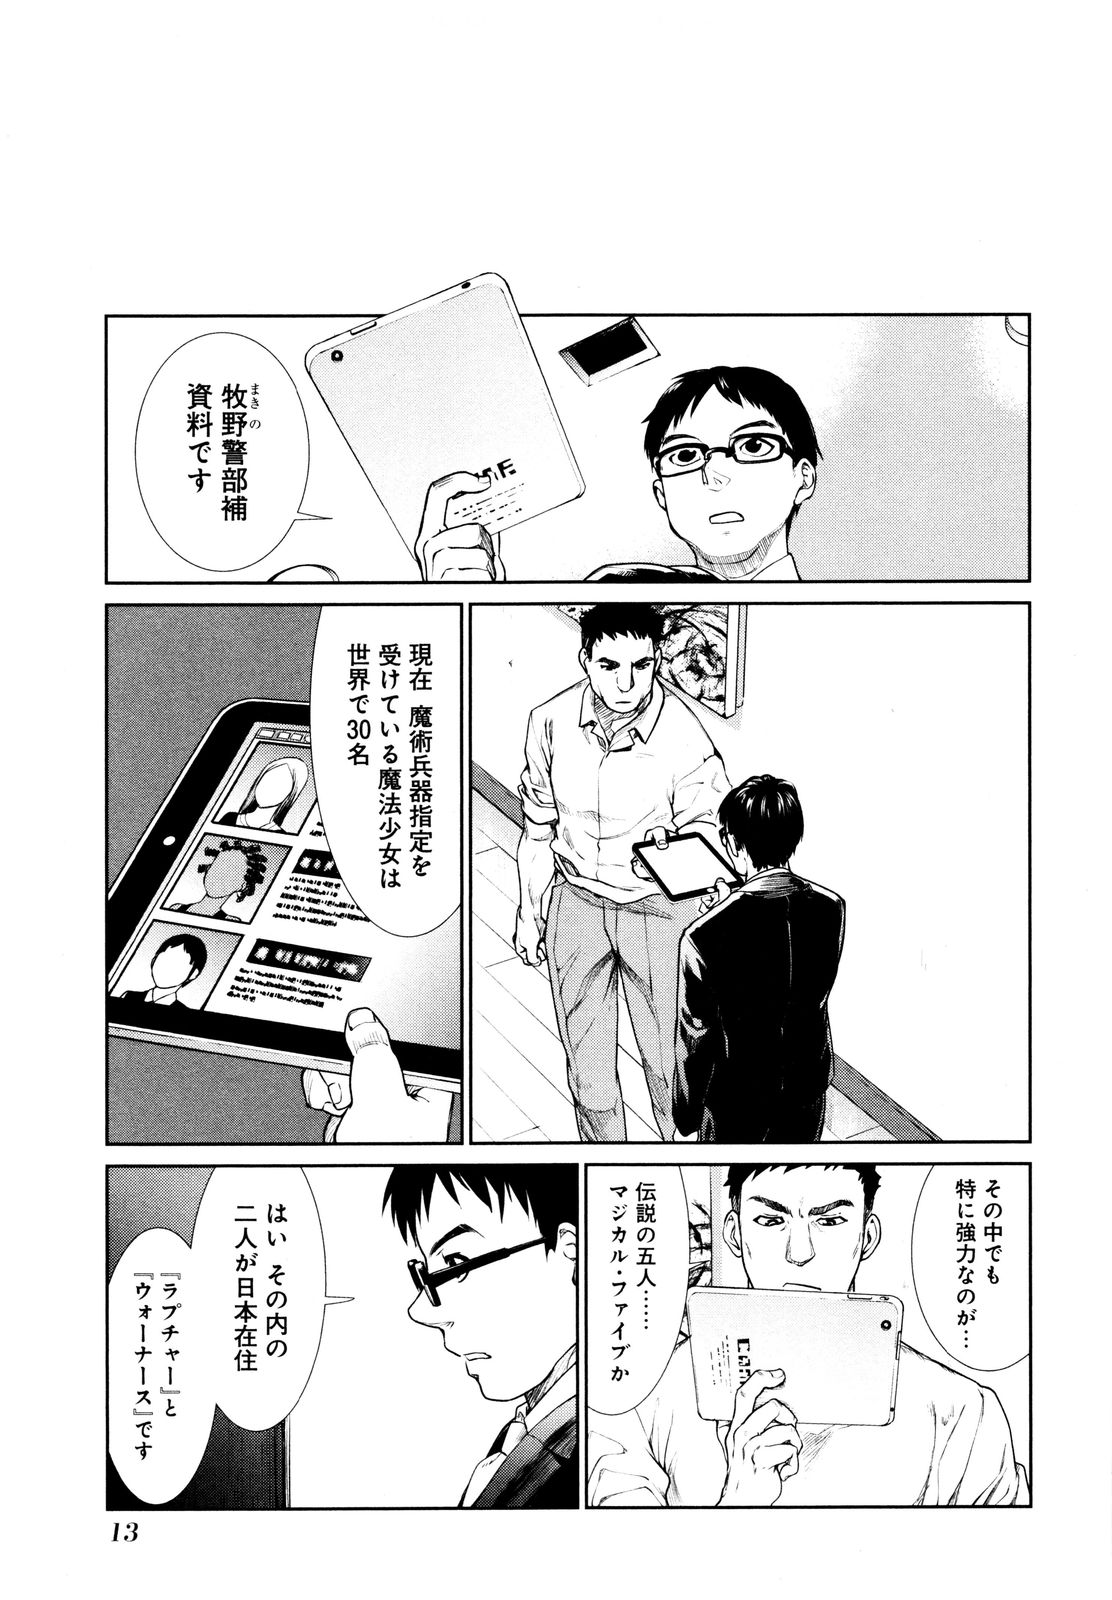 牧野警部補
まきの
資料です
現在 魔術兵器指定を
受けている魔法少女は
世界で30名
その中でも
特に強力なのが…
伝説の五人……
マジカル・ファイブか
はい その内の
二人が日本在住
『ラプチャー』と
『ウォーナース』です
13